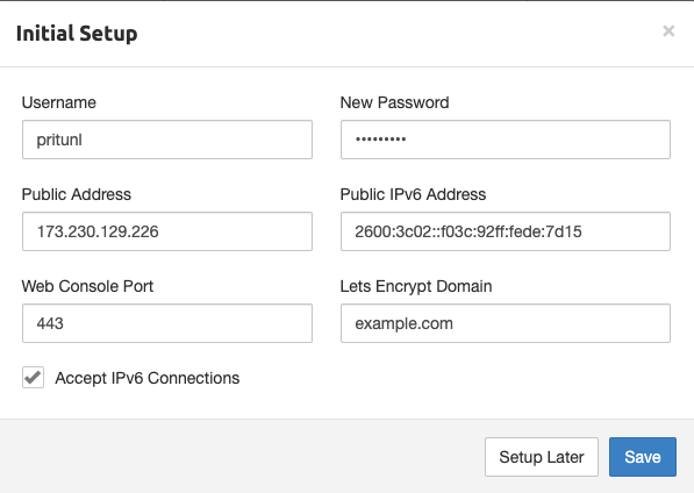 Initial Setup ×
Username New Password
pritunl •••••••••
Public Address Public IPv6 Address
173.230.129.226 2600:3c02::f03c:92ff:fede:7d15
Web Console Port Lets Encrypt Domain
443 example.com
Accept IPv6 Connections
Setup Later Save